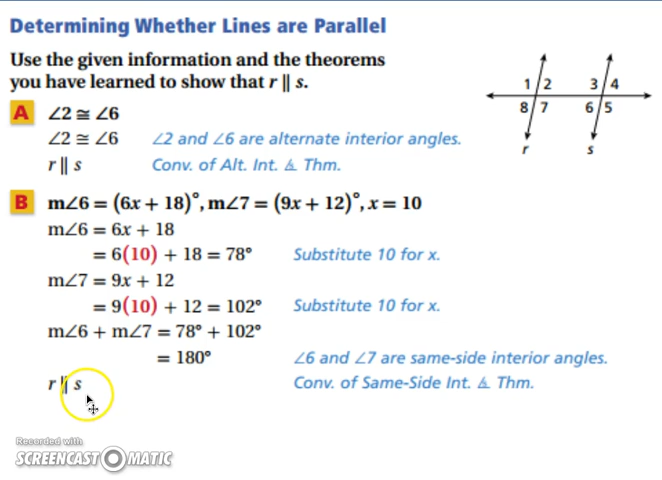 Determining Whether Lines are Parallel
Use the given information and the theorems
you have learned to show that r ∥ s.
1 2 3 4
8 7 6 5
r s
A ∠2 ≅ ∠6
∠2 ≅ ∠6 ∠2 and ∠6 are alternate interior angles.
r ∥ s Conv. of Alt. Int. ∠s Thm.
B m∠6 = (6x + 18)°, m∠7 = (9x + 12)°, x = 10
m∠6 = 6x + 18
= 6(10) + 18 = 78° Substitute 10 for x.
m∠7 = 9x + 12
= 9(10) + 12 = 102° Substitute 10 for x.
m∠6 + m∠7 = 78° + 102°
= 180° ∠6 and ∠7 are same-side interior angles.
r ∥ s Conv. of Same-Side Int. ∠s Thm.
Recorded with
SCREENCAST-O-MATIC